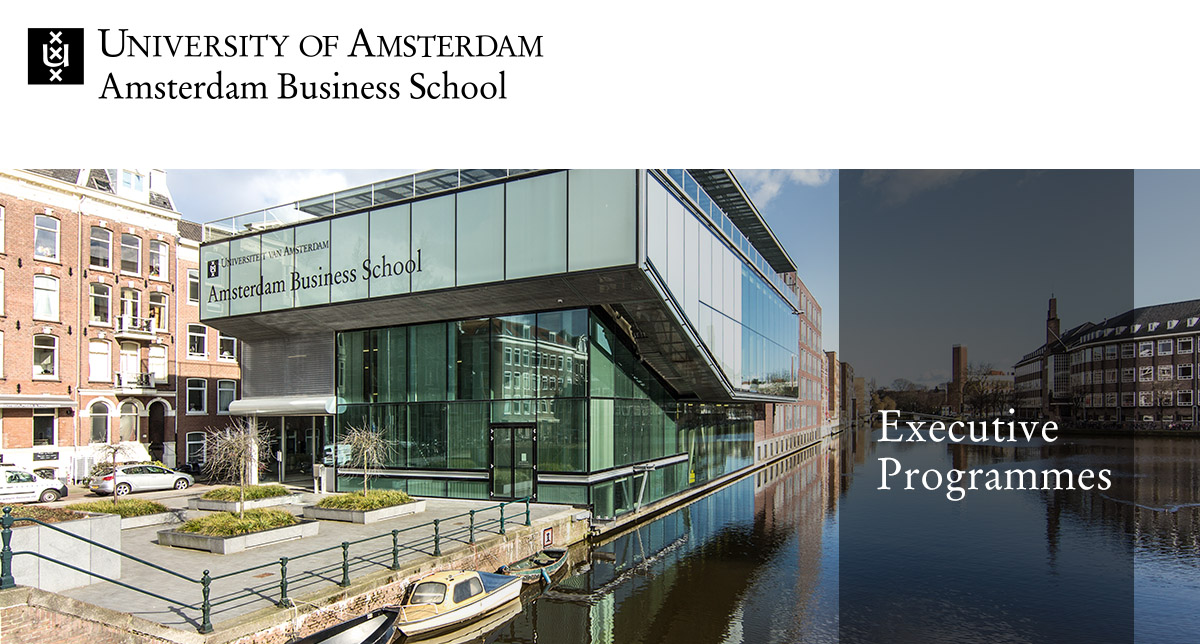 UNIVERSITY OF AMSTERDAM
Amsterdam Business School
UNIVERSITEIT VAN AMSTERDAM
Amsterdam Business School
Executive
Programmes